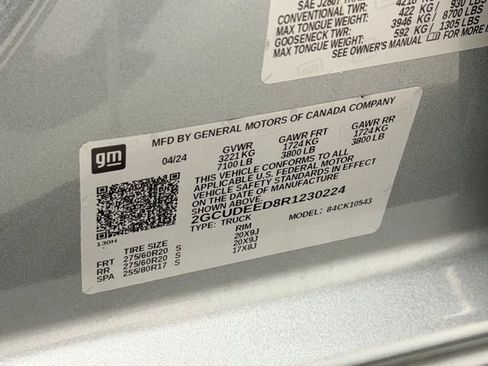 SAE J2807
4218 KG / 930 LBS
CONVENTIONAL TWR:
422 KG / 8700 LBS
MAX TONGUE WEIGHT:
3946 KG / 1305 LBS
GOOSENECK TWR:
592 KG /
MAX TONGUE WEIGHT:
SEE OWNER'S MANUAL FOR MORE
MFD BY GENERAL MOTORS OF CANADA COMPANY
gm
04/24
GVWR GAWR FRT GAWR RR
3221 KG 1724 KG 1724 KG
7100 LB 3800 LB 3800 LB
THIS VEHICLE CONFORMS TO ALL
APPLICABLE U.S. FEDERAL MOTOR
VEHICLE SAFETY STANDARDS IN EFFECT
ON THE DATE OF MANUFACTURE
SHOWN ABOVE.
2GCUDEED8R1230224
TYPE: TRUCK MODEL: 84CK10543
130H
TIRE SIZE RIM
FRT 275/60R20 S 20X9J
RR 275/60R20 S 20X9J
SPA 255/80R17 S 17X8J